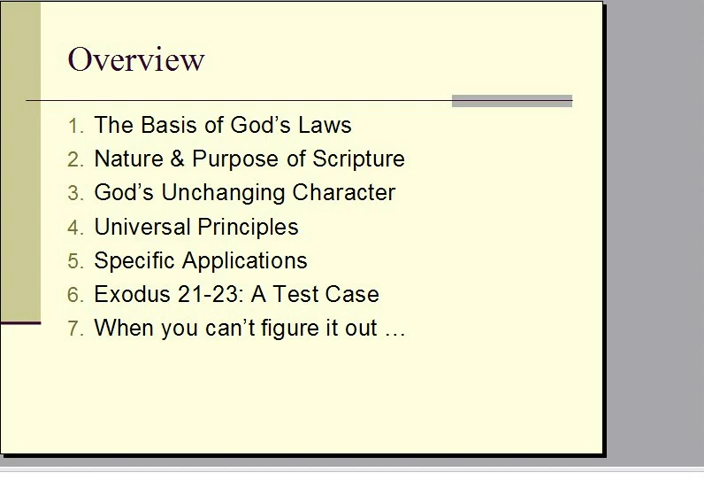 Overview
1. The Basis of God’s Laws
2. Nature & Purpose of Scripture
3. God’s Unchanging Character
4. Universal Principles
5. Specific Applications
6. Exodus 21-23: A Test Case
7. When you can’t figure it out …